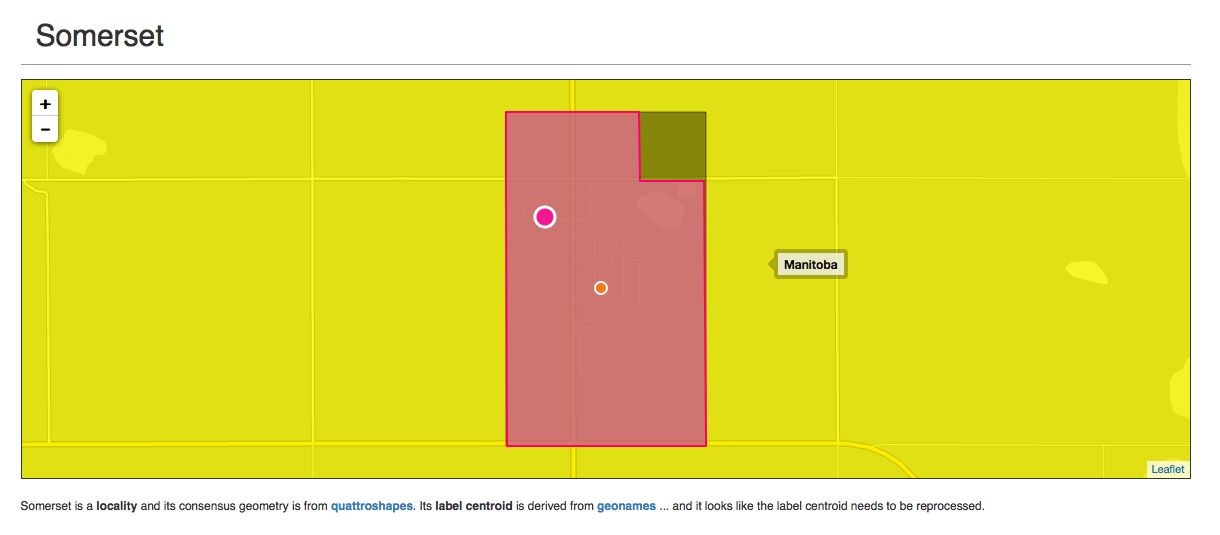 Somerset
+
−
Manitoba
Leaflet
Somerset is a locality and its consensus geometry is from quattroshapes. Its label centroid is derived from geonames ... and it looks like the label centroid needs to be reprocessed.